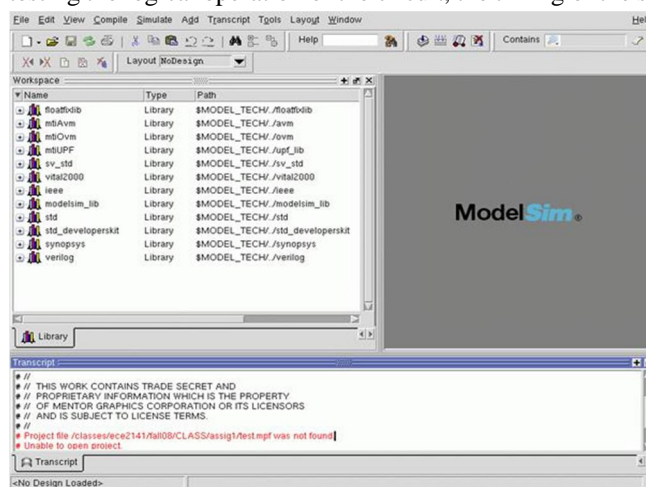 File Edit View Compile Simulate Add Transcript Tools Layout Window
Help
Contains
Layout NoDesign
Workspace
Name Type Path
floatfixlib Library $MODEL_TECH/../floatfixlib
mtiAvm Library $MODEL_TECH/../avm
mtiOvm Library $MODEL_TECH/../ovm
mtiUPF Library $MODEL_TECH/../upf_lib
sv_std Library $MODEL_TECH/../sv_std
vital2000 Library $MODEL_TECH/../vital2000
ieee Library $MODEL_TECH/../ieee
modelsim_lib Library $MODEL_TECH/../modelsim_lib
std Library $MODEL_TECH/../std
std_developerskit Library $MODEL_TECH/../std_developerskit
synopsys Library $MODEL_TECH/../synopsys
verilog Library $MODEL_TECH/../verilog
ModelSim®
Library
Transcript
# //
# // THIS WORK CONTAINS TRADE SECRET AND
# // PROPRIETARY INFORMATION WHICH IS THE PROPERTY
# // OF MENTOR GRAPHICS CORPORATION OR ITS LICENSORS
# // AND IS SUBJECT TO LICENSE TERMS.
# //
# Project file /classes/ece2141/fall08/CLASS/assig1/test.mpf was not found.
# Unable to open project.
Transcript
<No Design Loaded>